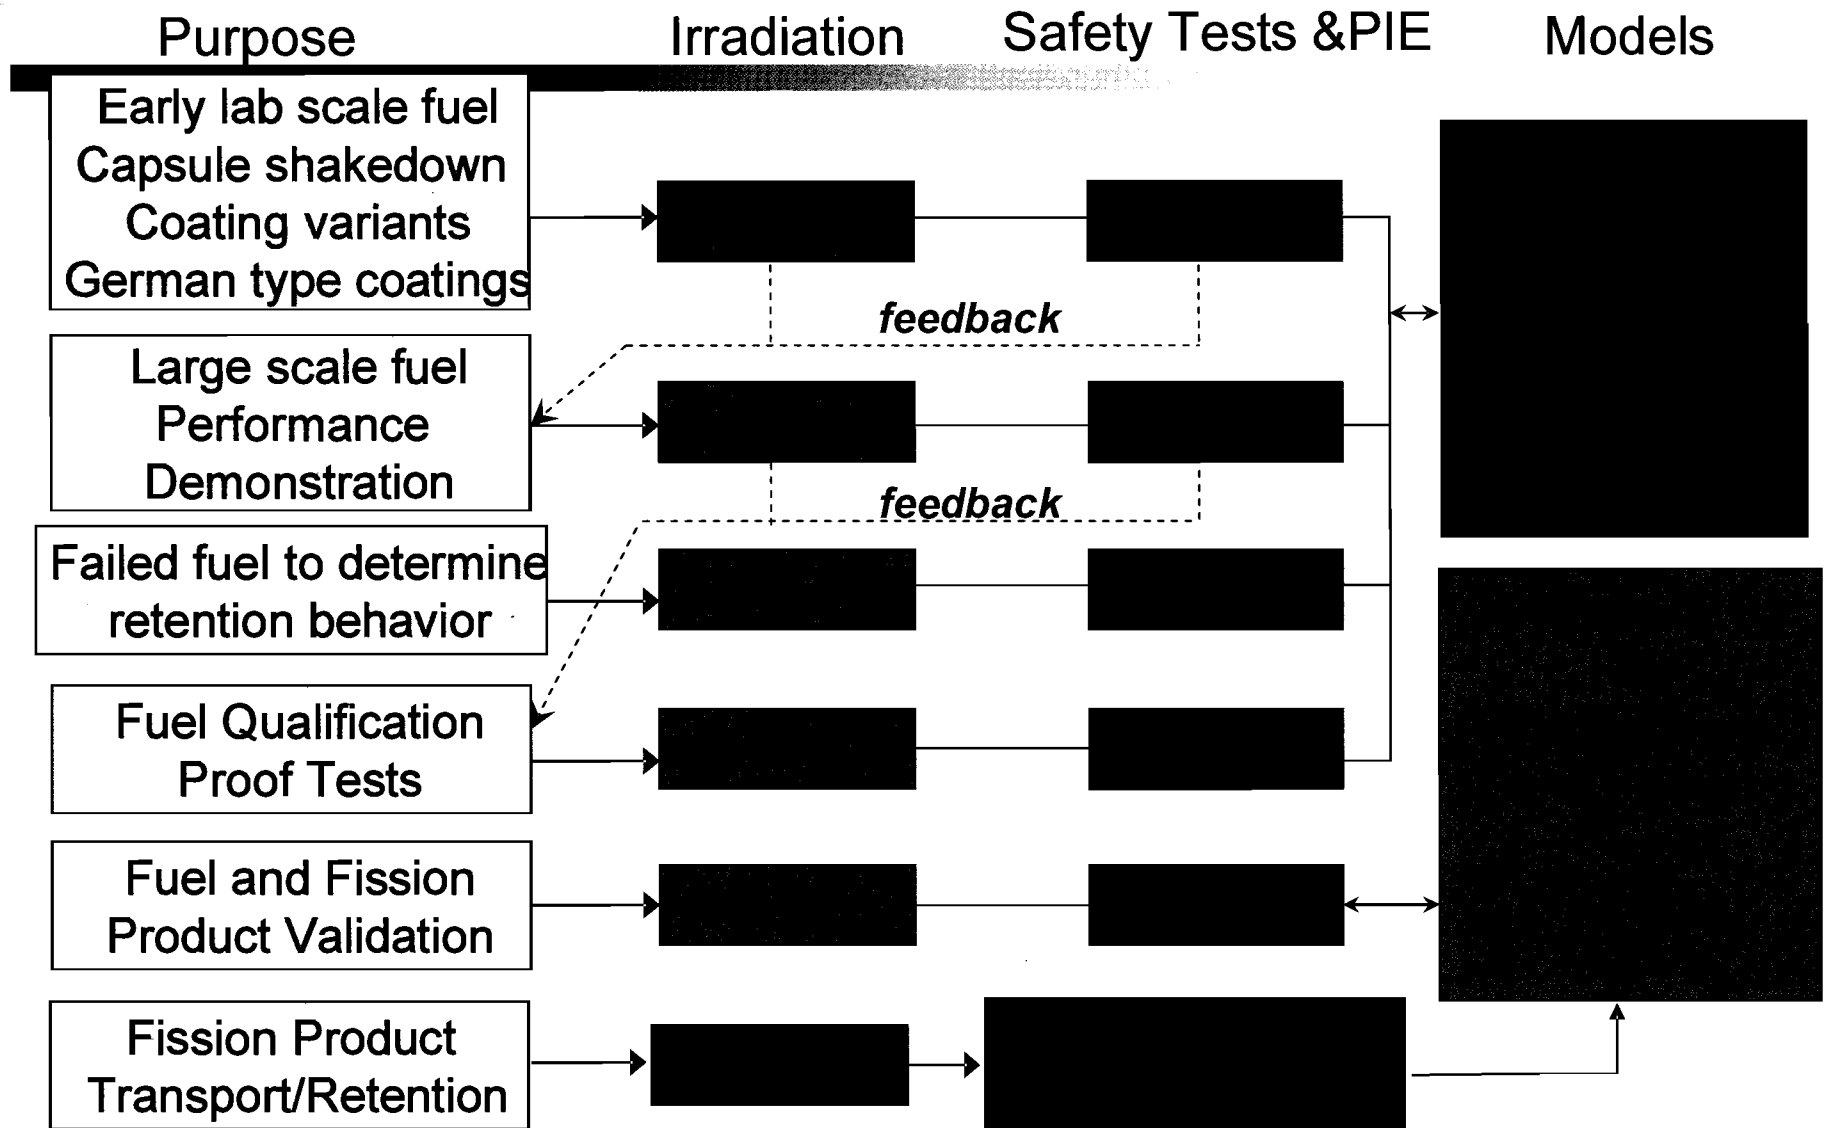 Purpose
Irradiation
Safety Tests &PIE
Models
Early lab scale fuel
Capsule shakedown
Coating variants
German type coatings
feedback
Large scale fuel
Performance
Demonstration
feedback
Failed fuel to determine
retention behavior
Fuel Qualification
Proof Tests
Fuel and Fission
Product Validation
Fission Product
Transport/Retention